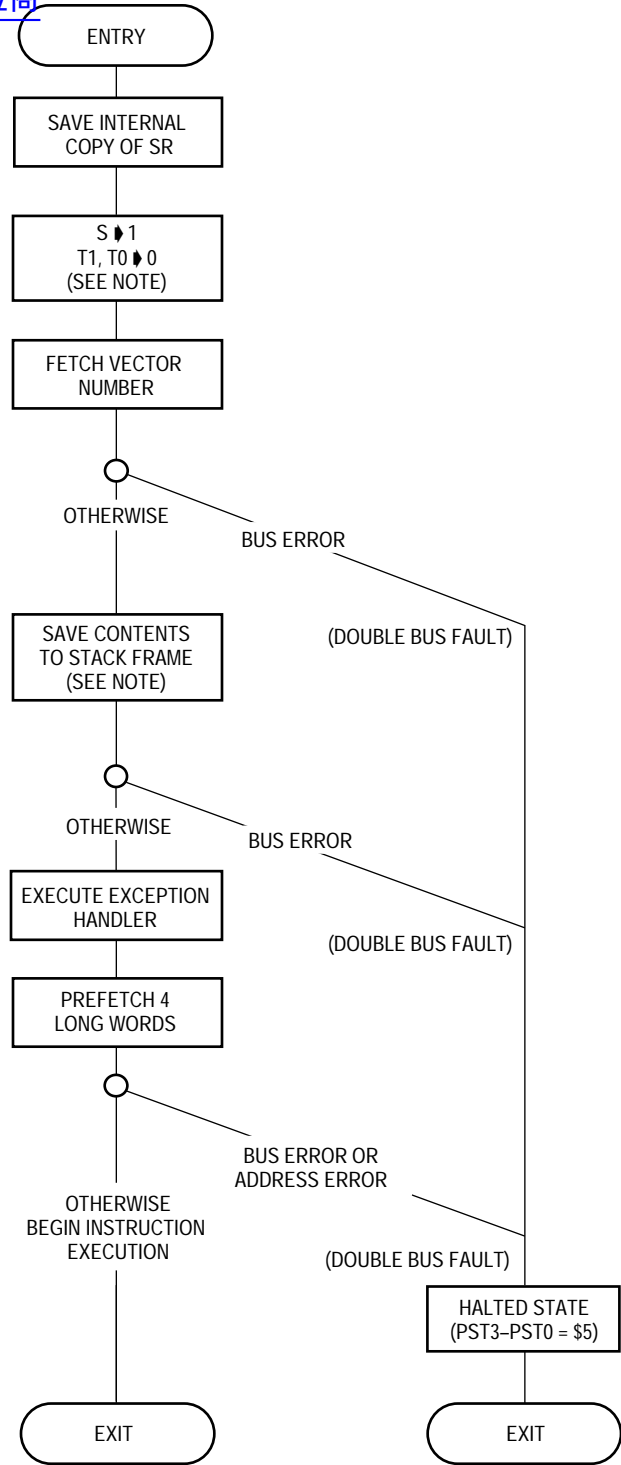 ENTRY
SAVE INTERNAL
COPY OF SR
S ➧ 1
T1, T0 ➧ 0
(SEE NOTE)
FETCH VECTOR
NUMBER
OTHERWISE
BUS ERROR
(DOUBLE BUS FAULT)
SAVE CONTENTS
TO STACK FRAME
(SEE NOTE)
OTHERWISE
BUS ERROR
(DOUBLE BUS FAULT)
EXECUTE EXCEPTION
HANDLER
PREFETCH 4
LONG WORDS
BUS ERROR OR
ADDRESS ERROR
OTHERWISE
BEGIN INSTRUCTION
EXECUTION
(DOUBLE BUS FAULT)
HALTED STATE
(PST3–PST0 = $5)
EXIT
EXIT